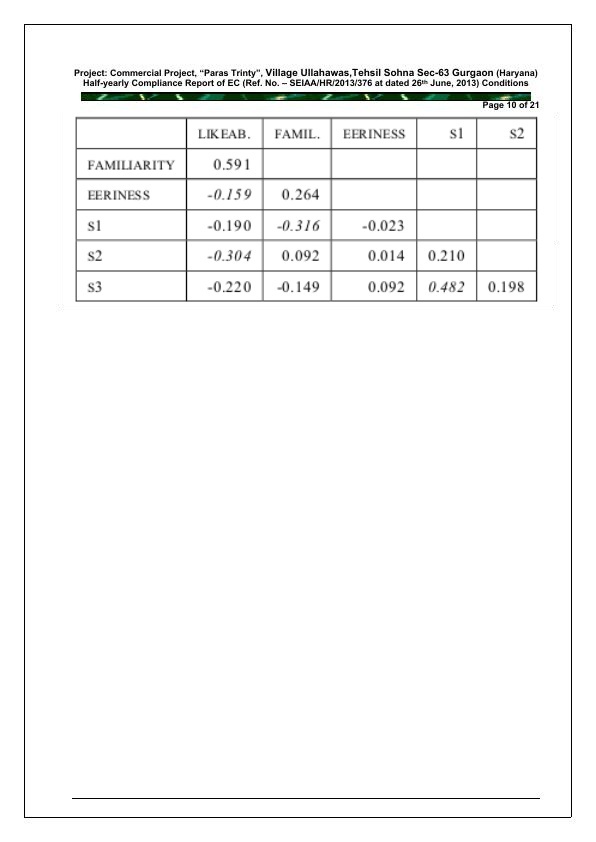 Project: Commercial Project, “Paras Trinty”, Village Ullahawas,Tehsil Sohna Sec-63 Gurgaon (Haryana)
Half-yearly Compliance Report of EC (Ref. No. – SEIAA/HR/2013/376 at dated 26th June, 2013) Conditions
Page 10 of 21
LIKEAB. FAMIL. EERINESS S1 S2
FAMILIARITY 0.591
EERINESS -0.159 0.264
S1 -0.190 -0.316 -0.023
S2 -0.304 0.092 0.014 0.210
S3 -0.220 -0.149 0.092 0.482 0.198